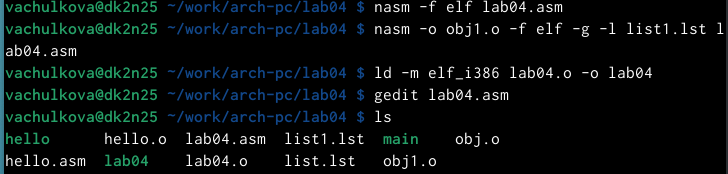 vachulkova@dk2n25 ~/work/arch-pc/lab04 $ nasm -f elf lab04.asm
vachulkova@dk2n25 ~/work/arch-pc/lab04 $ nasm -o obj1.o -f elf -g -l list1.lst l
ab04.asm
vachulkova@dk2n25 ~/work/arch-pc/lab04 $ ld -m elf_i386 lab04.o -o lab04
vachulkova@dk2n25 ~/work/arch-pc/lab04 $ gedit lab04.asm
vachulkova@dk2n25 ~/work/arch-pc/lab04 $ ls
hello hello.o lab04.asm list1.lst main obj.o
hello.asm lab04 lab04.o list.lst obj1.o